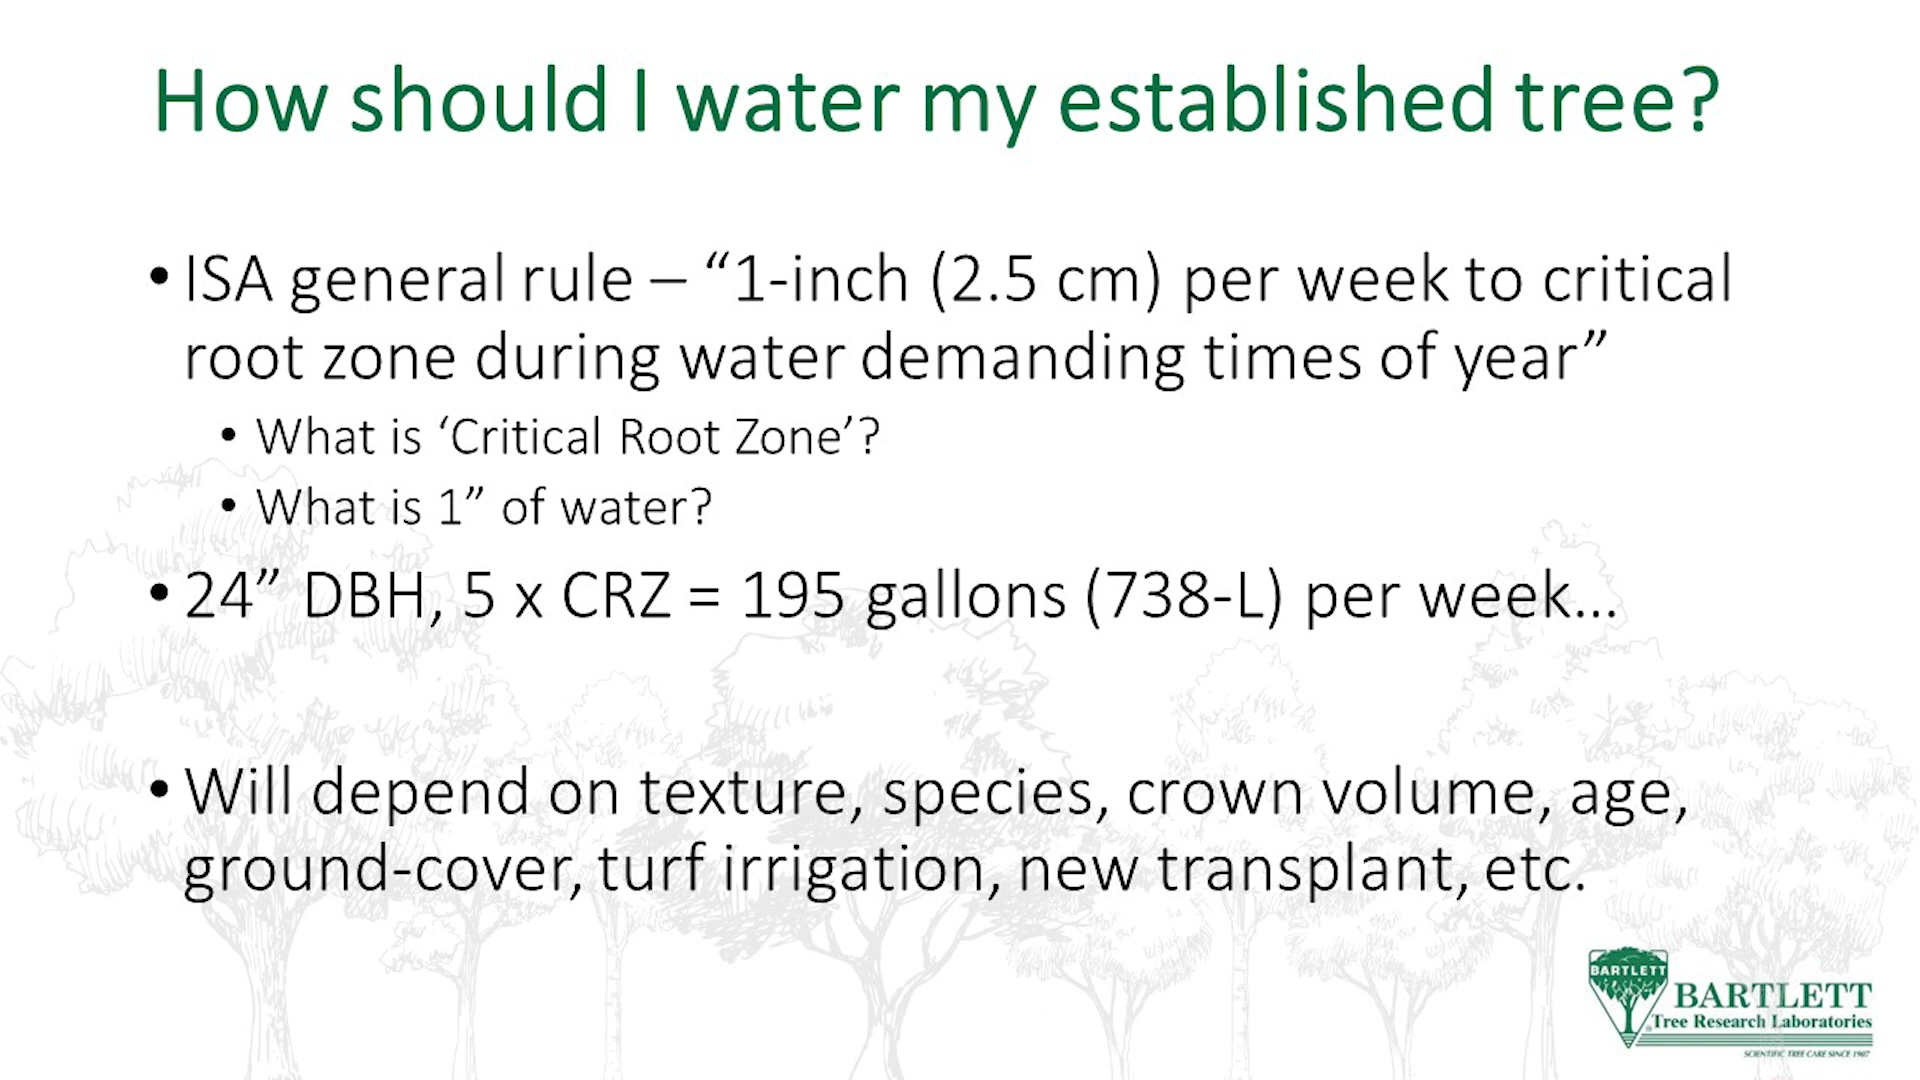 How should I water my established tree?
• ISA general rule – “1-inch (2.5 cm) per week to critical
root zone during water demanding times of year”
• What is ‘Critical Root Zone’?
• What is 1” of water?
• 24” DBH, 5 x CRZ = 195 gallons (738-L) per week...
• Will depend on texture, species, crown volume, age,
ground-cover, turf irrigation, new transplant, etc.
BARTLETT
BARTLETT
Tree Research Laboratories
SCIENTIFIC TREE CARE SINCE 1907